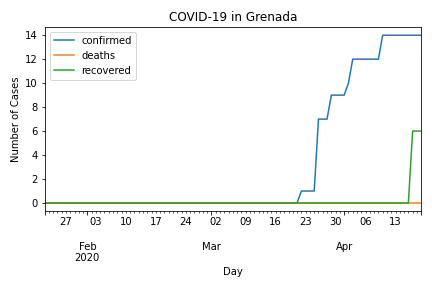 COVID-19 in Grenada
confirmed
deaths
recovered
Number of Cases
14
12
10
8
6
4
2
0
27 03 10 17 24 02 09 16 23 30 06 13
Feb Mar Apr
2020
Day